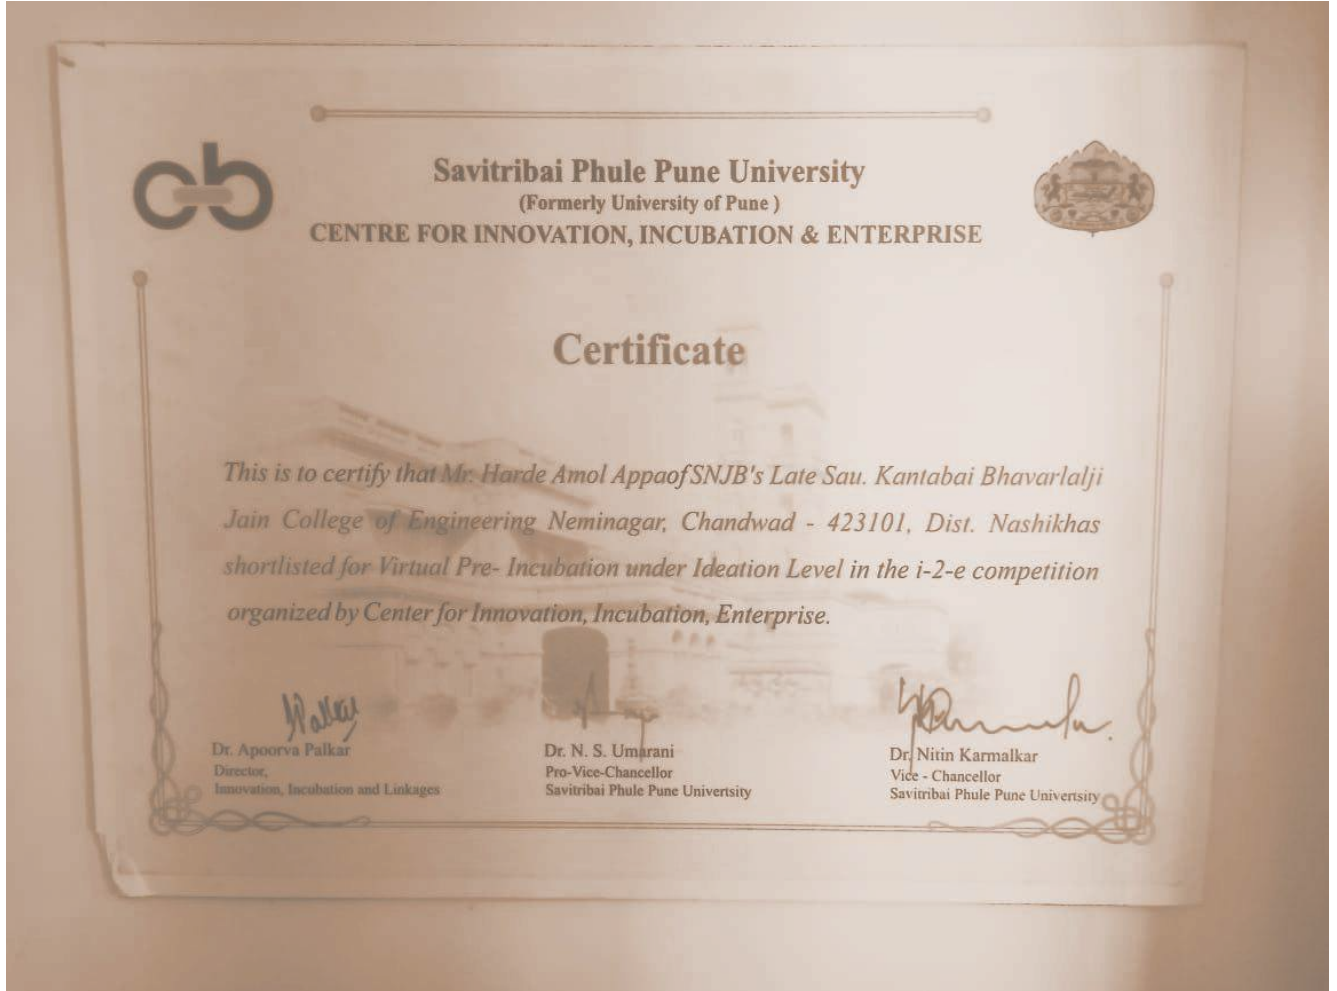 Savitribai Phule Pune University
(Formerly University of Pune )
CENTRE FOR INNOVATION, INCUBATION & ENTERPRISE
Certificate
This is to certify that Mr. Harde Amol AppaofSNJB's Late Sau. Kantabai Bhavarlalji
Jain College of Engineering Neminagar, Chandwad - 423101, Dist. Nashikhas
shortlisted for Virtual Pre- Incubation under Ideation Level in the i-2-e competition
organized by Center for Innovation, Incubation, Enterprise.
Dr. Apoorva Palkar
Director,
Innovation, Incubation and Linkages
Dr. N. S. Umarani
Pro-Vice-Chancellor
Savitribai Phule Pune Univertsity
Dr. Nitin Karmalkar
Vice - Chancellor
Savitribai Phule Pune Univertsity